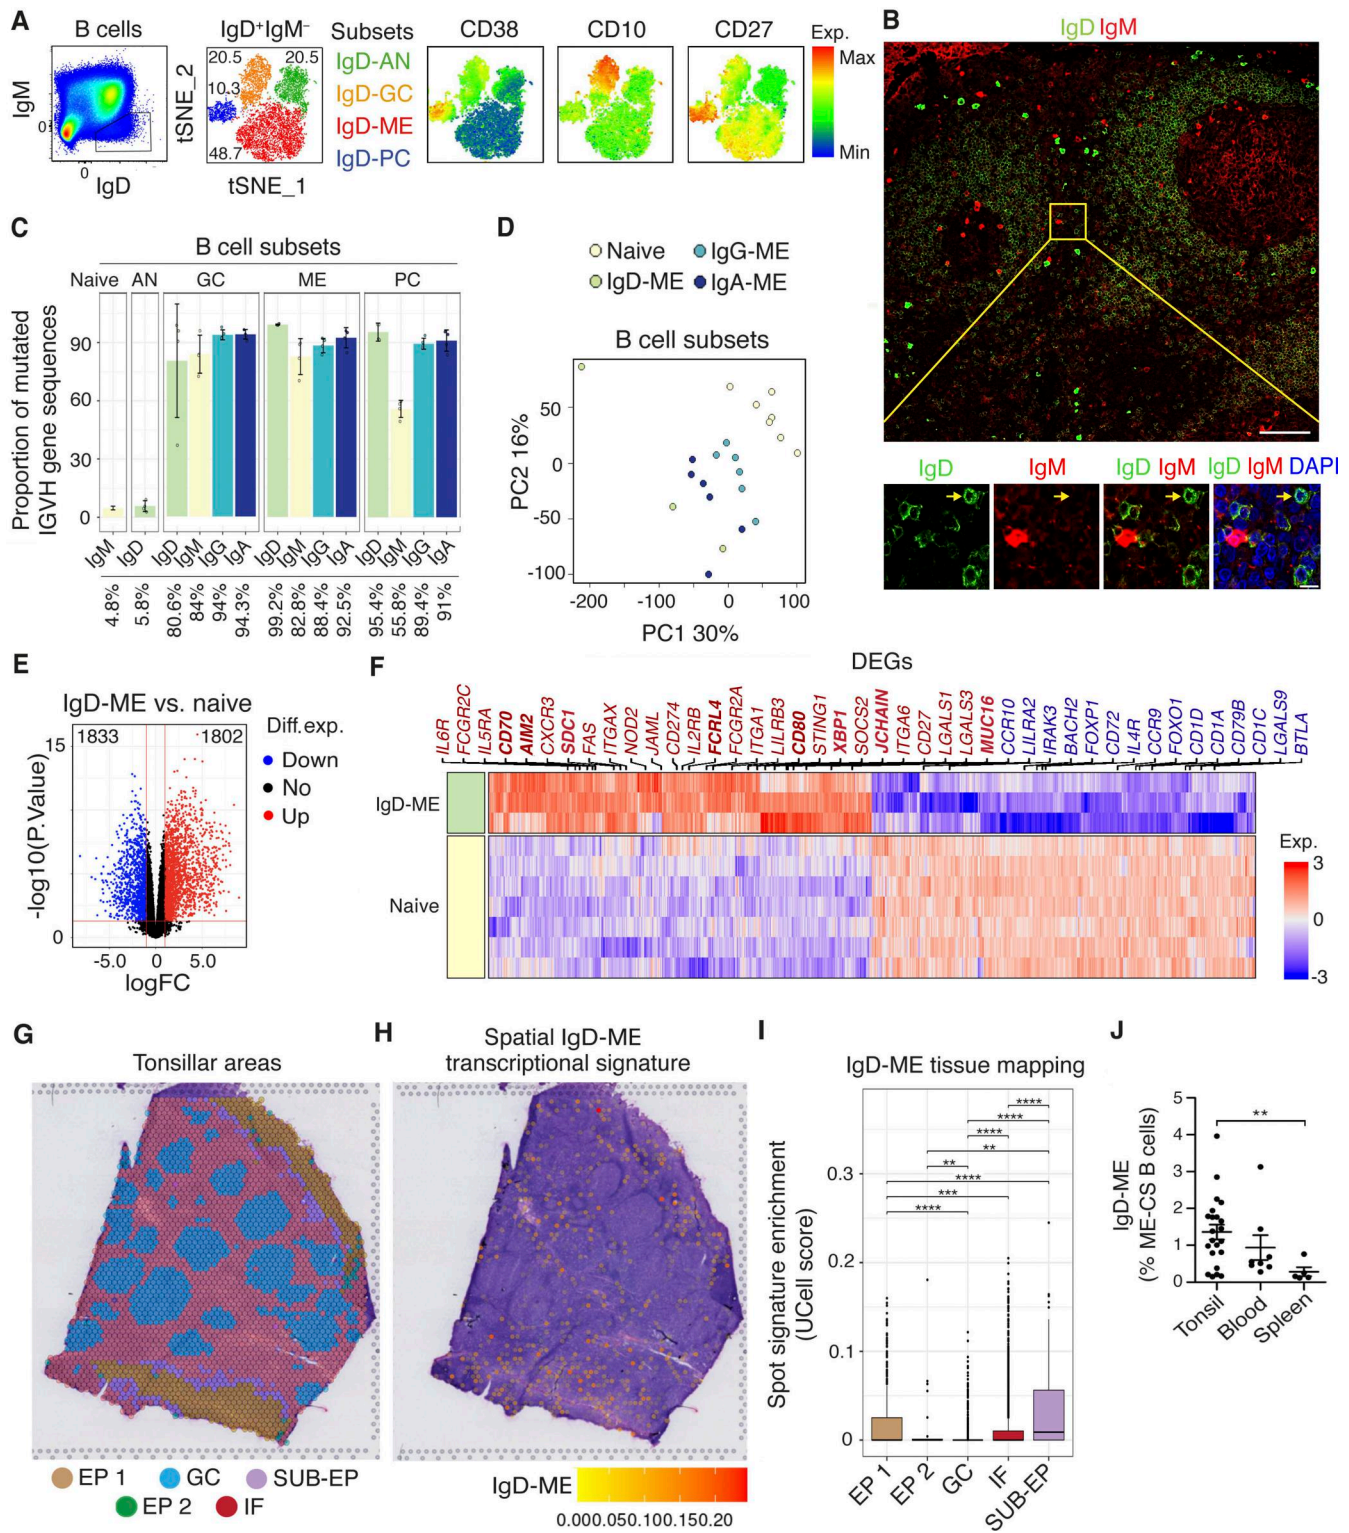 A
B cells
IgM
0
0
IgD
IgD⁺IgM⁻
tSNE_2
20.5
20.5
10.3
48.7
tSNE_1
Subsets
IgD-AN
IgD-GC
IgD-ME
IgD-PC
CD38
CD10
CD27
Exp.
Max
Min
B
IgD IgM
IgD
IgM
IgD IgM
IgD IgM DAPI
C
B cell subsets
Naive AN GC ME PC
Proportion of mutated
IGVH gene sequences
90
60
30
0
IgM IgD IgD IgM IgG IgA IgD IgM IgG IgA IgD IgM IgG IgA
4.8% 5.8% 80.6% 84% 94% 94.3% 99.2% 82.8% 88.4% 92.5% 95.4% 55.8% 89.4% 91%
D
Naive IgG-ME
IgD-ME IgA-ME
B cell subsets
PC2 16%
50
0
-50
-100
-200 -100 0 100
PC1 30%
E
IgD-ME vs. naive
1833 1802
-log10(P.Value)
15
0
-5.0 0 5.0
logFC
Diff.exp.
Down
No
Up
F
DEGs
IL6R FCGR2C IL5RA CD70 AIM2 CXCR3 SDC1 FAS ITGAX NOD2 JAML CD274 IL2RB FCRL4 FCGR2A ITGA1 LILRB3 CD80 STING1 XBP1 SOCS2 JCHAIN ITGA6 CD27 LGALS1 LGALS3 MUC16 CCR10 LILRA2 IRAK3 BACH2 FOXP1 CD72 IL4R CCR9 FOXO1 CD1D CD1A CD79B CD1C LGALS9 BTLA
IgD-ME
Naive
Exp.
3
0
-3
G
Tonsillar areas
EP 1 GC SUB-EP
EP 2 IF
H
Spatial IgD-ME
transcriptional signature
IgD-ME
0.000.050.100.150.20
I
IgD-ME tissue mapping
Spot signature enrichment
(UCell score)
0.3
0.2
0.1
0
****
****
****
**
**
****
***
****
EP 1 EP 2 GC IF SUB-EP
J
IgD-ME
(% ME-CS B cells)
5
4
3
2
1
0
**
Tonsil Blood Spleen